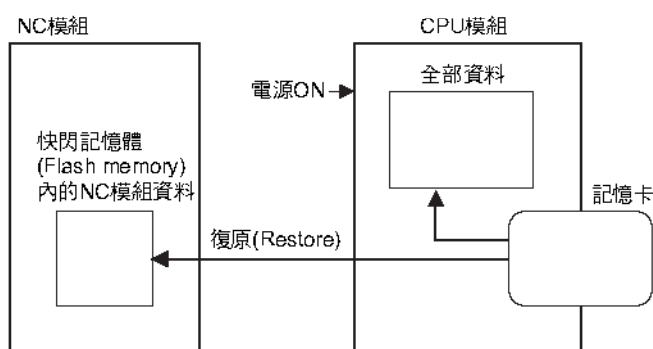 NC模組
CPU模組
電源ON
全部資料
快閃記憶體
(Flash memory)
內的NC模組資料
記憶卡
復原(Restore)